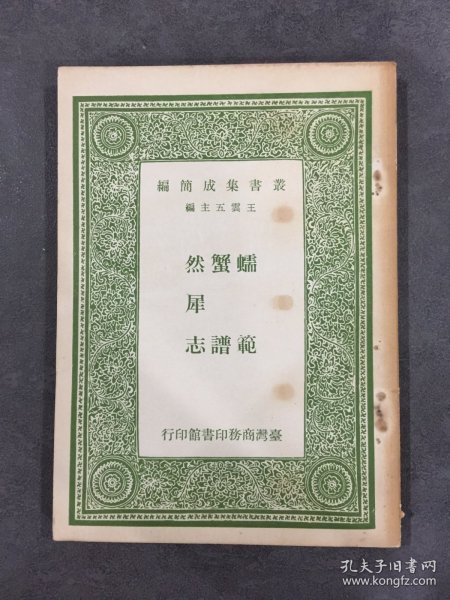 叢書集成簡編
王雲五主編
蠕範
蟹譜
然犀志
臺灣商務印書館印行
孔夫子旧书网
www.kongfz.com